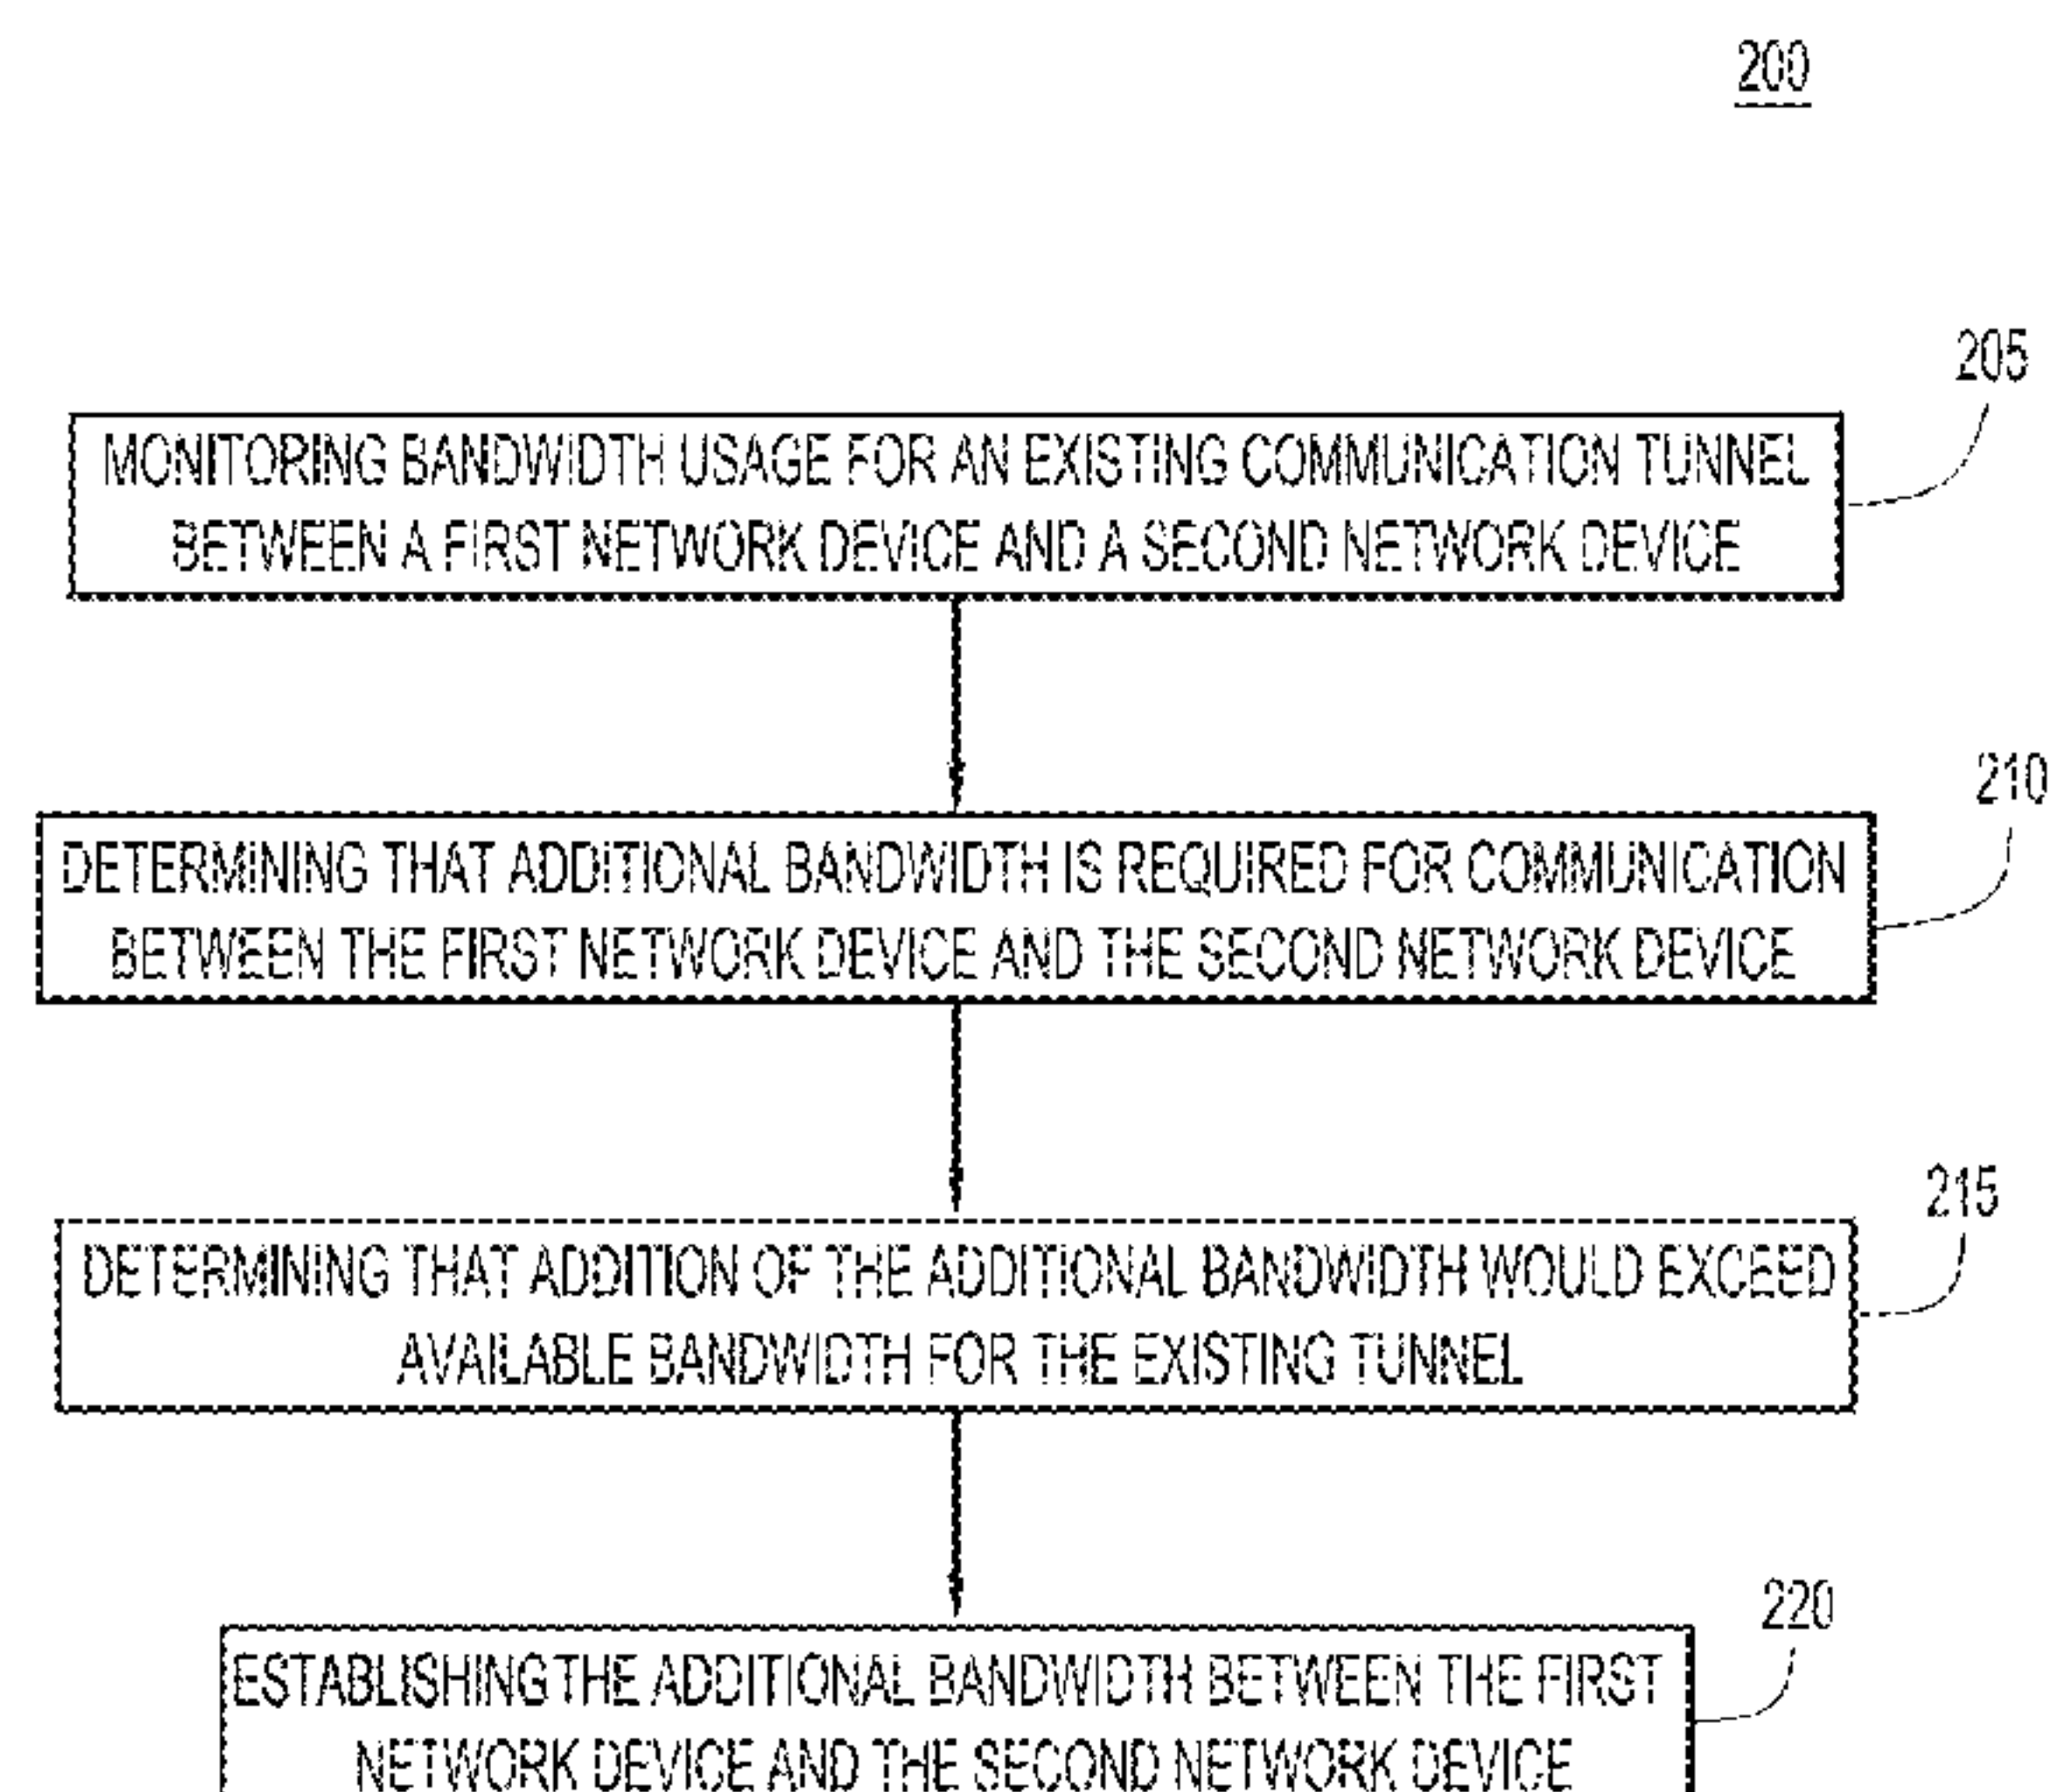 200
205
MONITORING BANDWIDTH USAGE FOR AN EXISTING COMMUNICATION TUNNEL
BETWEEN A FIRST NETWORK DEVICE AND A SECOND NETWORK DEVICE
210
DETERMINING THAT ADDITIONAL BANDWIDTH IS REQUIRED FOR COMMUNICATION
BETWEEN THE FIRST NETWORK DEVICE AND THE SECOND NETWORK DEVICE
215
DETERMINING THAT ADDITION OF THE ADDITIONAL BANDWIDTH WOULD EXCEED
AVAILABLE BANDWIDTH FOR THE EXISTING TUNNEL
220
ESTABLISHING THE ADDITIONAL BANDWIDTH BETWEEN THE FIRST
NETWORK DEVICE AND THE SECOND NETWORK DEVICE